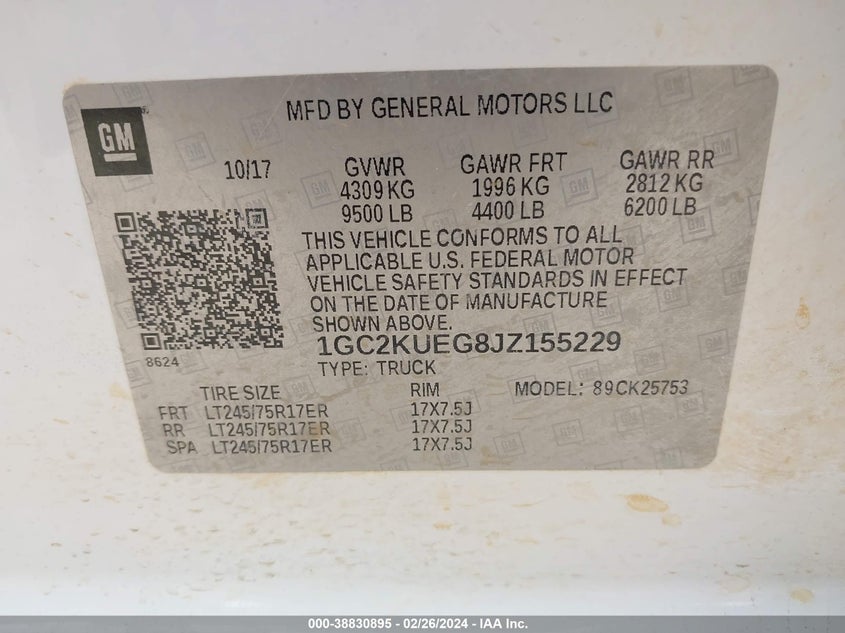 MFD BY GENERAL MOTORS LLC
GM
10/17 GVWR GAWR FRT GAWR RR
4309 KG 1996 KG 2812 KG
9500 LB 4400 LB 6200 LB
THIS VEHICLE CONFORMS TO ALL
APPLICABLE U.S. FEDERAL MOTOR
VEHICLE SAFETY STANDARDS IN EFFECT
ON THE DATE OF MANUFACTURE
SHOWN ABOVE.
8624
1GC2KUEG8JZ155229
TYPE: TRUCK
TIRE SIZE RIM MODEL: 89CK25753
FRT LT245/75R17ER 17X7.5J
RR LT245/75R17ER 17X7.5J
SPA LT245/75R17ER 17X7.5J
000-38830895 - 02/26/2024 - IAA Inc.